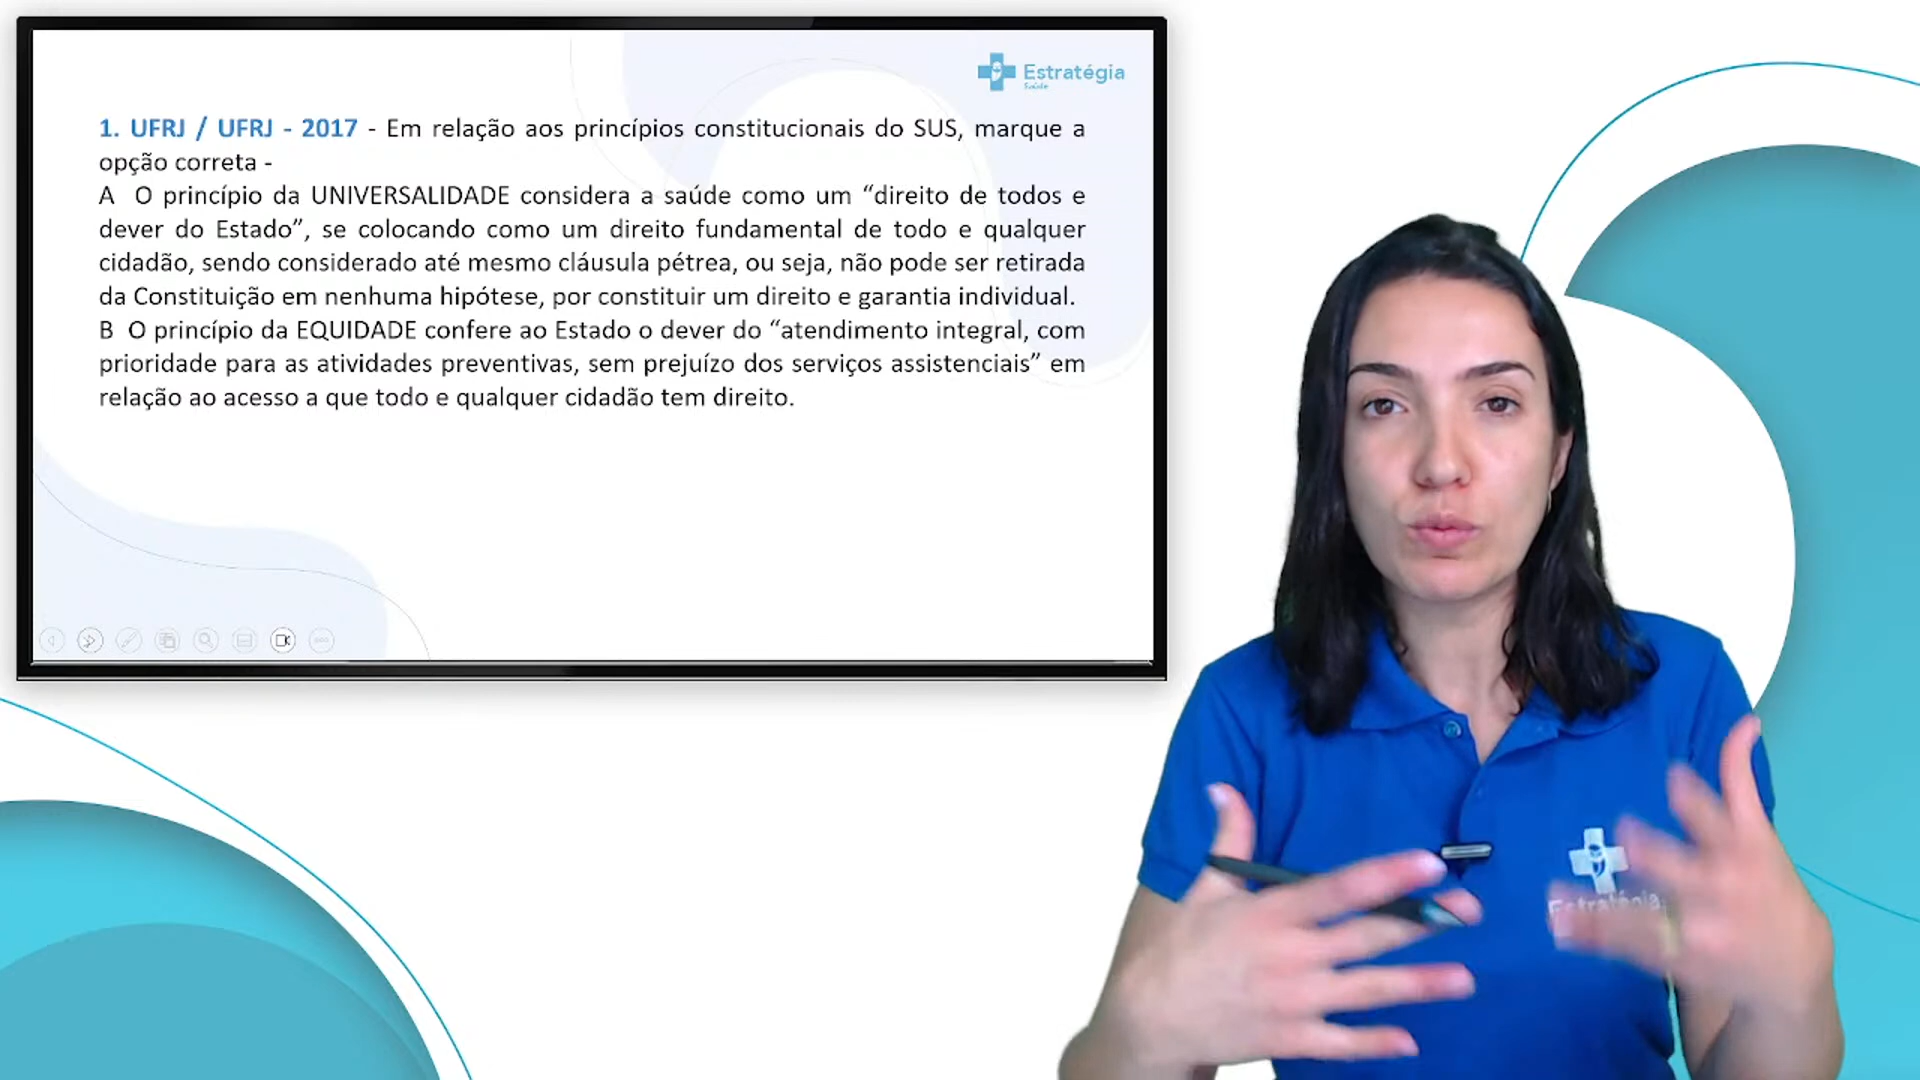 Estratégia
Saúde
1. UFRJ / UFRJ - 2017 - Em relação aos princípios constitucionais do SUS, marque a
opção correta -
A O princípio da UNIVERSALIDADE considera a saúde como um “direito de todos e
dever do Estado”, se colocando como um direito fundamental de todo e qualquer
cidadão, sendo considerado até mesmo cláusula pétrea, ou seja, não pode ser retirada
da Constituição em nenhuma hipótese, por constituir um direito e garantia individual.
B O princípio da EQUIDADE confere ao Estado o dever do “atendimento integral, com
prioridade para as atividades preventivas, sem prejuízo dos serviços assistenciais” em
relação ao acesso a que todo e qualquer cidadão tem direito.
Estratégia